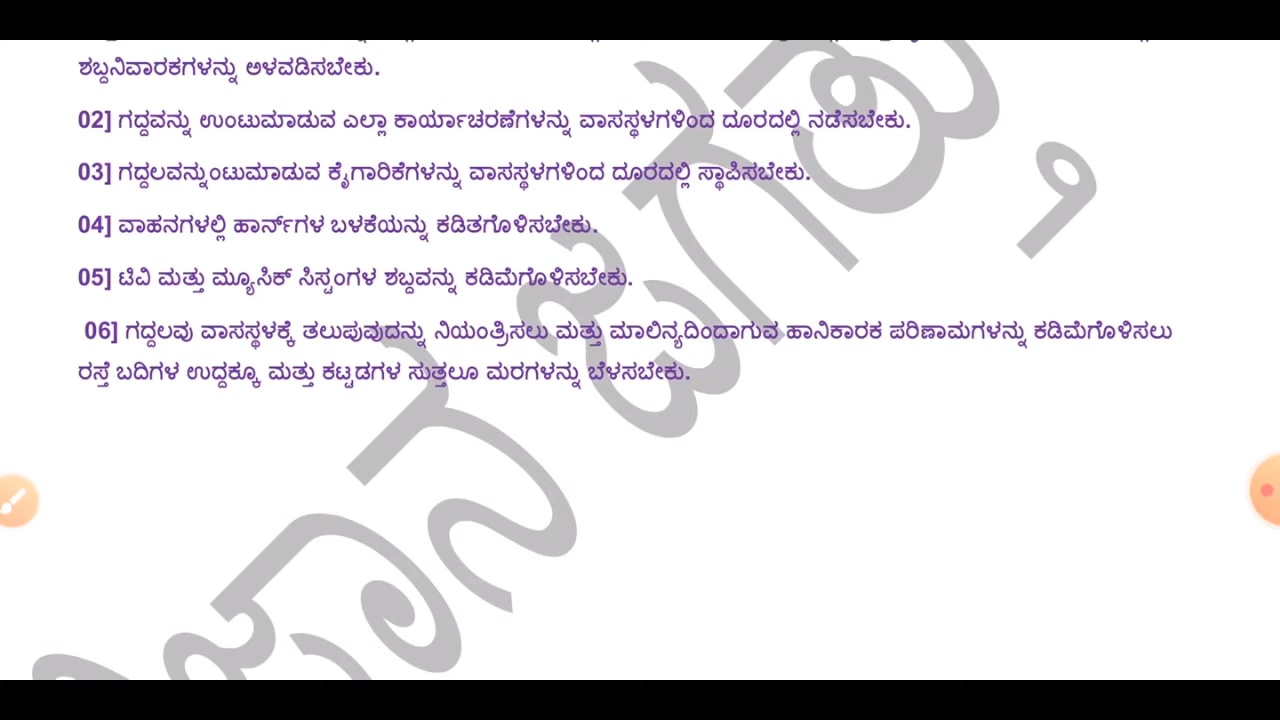 ಶಬ್ದನಿವಾರಕಗಳನ್ನು ಅಳವಡಿಸಬೇಕು.
02] ಗದ್ದವನ್ನು ಉಂಟುಮಾಡುವ ಎಲ್ಲಾ ಕಾರ್ಯಾಚರಣೆಗಳನ್ನು ವಾಸಸ್ಥಳಗಳಿಂದ ದೂರದಲ್ಲಿ ನಡೆಸಬೇಕು.
03] ಗದ್ದಲವನ್ನುಂಟುಮಾಡುವ ಕೈಗಾರಿಕೆಗಳನ್ನು ವಾಸಸ್ಥಳಗಳಿಂದ ದೂರದಲ್ಲಿ ಸ್ಥಾಪಿಸಬೇಕು.
04] ವಾಹನಗಳಲ್ಲಿ ಹಾರ್ನ್‌ಗಳ ಬಳಕೆಯನ್ನು ಕಡಿತಗೊಳಿಸಬೇಕು.
05] ಟಿವಿ ಮತ್ತು ಮ್ಯೂಸಿಕ್ ಸಿಸ್ಟಂಗಳ ಶಬ್ದವನ್ನು ಕಡಿಮೆಗೊಳಿಸಬೇಕು.
06] ಗದ್ದಲವು ವಾಸಸ್ಥಳಕ್ಕೆ ತಲುಪುವುದನ್ನು ನಿಯಂತ್ರಿಸಲು ಮತ್ತು ಮಾಲಿನ್ಯದಿಂದಾಗುವ ಹಾನಿಕಾರಕ ಪರಿಣಾಮಗಳನ್ನು ಕಡಿಮೆಗೊಳಿಸಲು
ರಸ್ತೆ ಬದಿಗಳ ಉದ್ದಕ್ಕೂ ಮತ್ತು ಕಟ್ಟಡಗಳ ಸುತ್ತಲೂ ಮರಗಳನ್ನು ಬೆಳಸಬೇಕು.